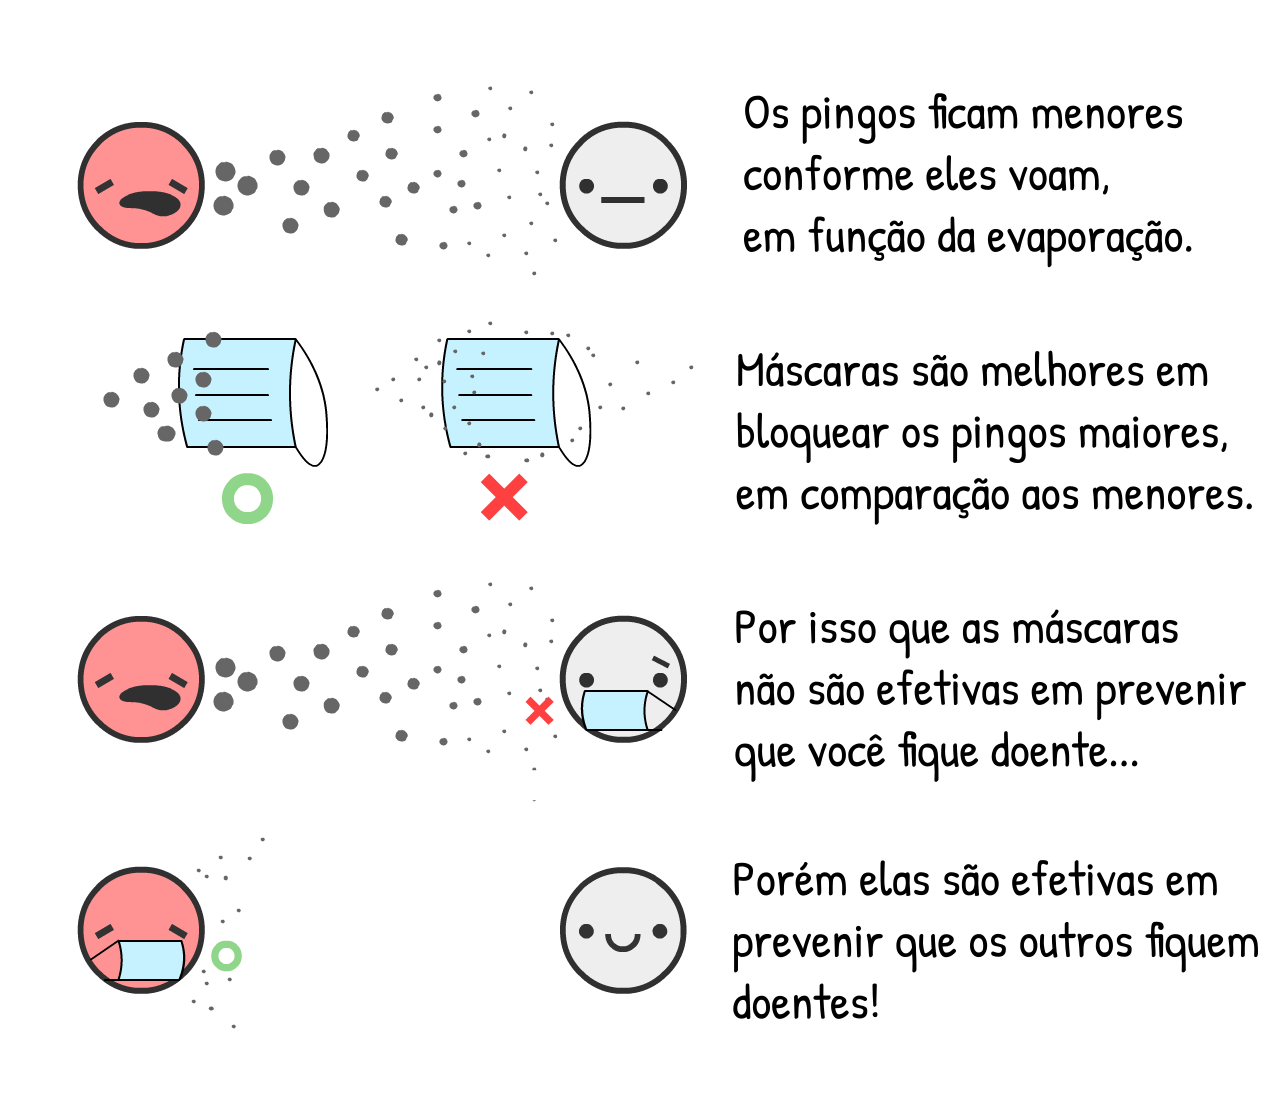 Os pingos ficam menores
conforme eles voam,
em função da evaporação.
Máscaras são melhores em
bloquear os pingos maiores,
em comparação aos menores.
Por isso que as máscaras
não são efetivas em prevenir
que você fique doente...
Porém elas são efetivas em
prevenir que os outros fiquem
doentes!